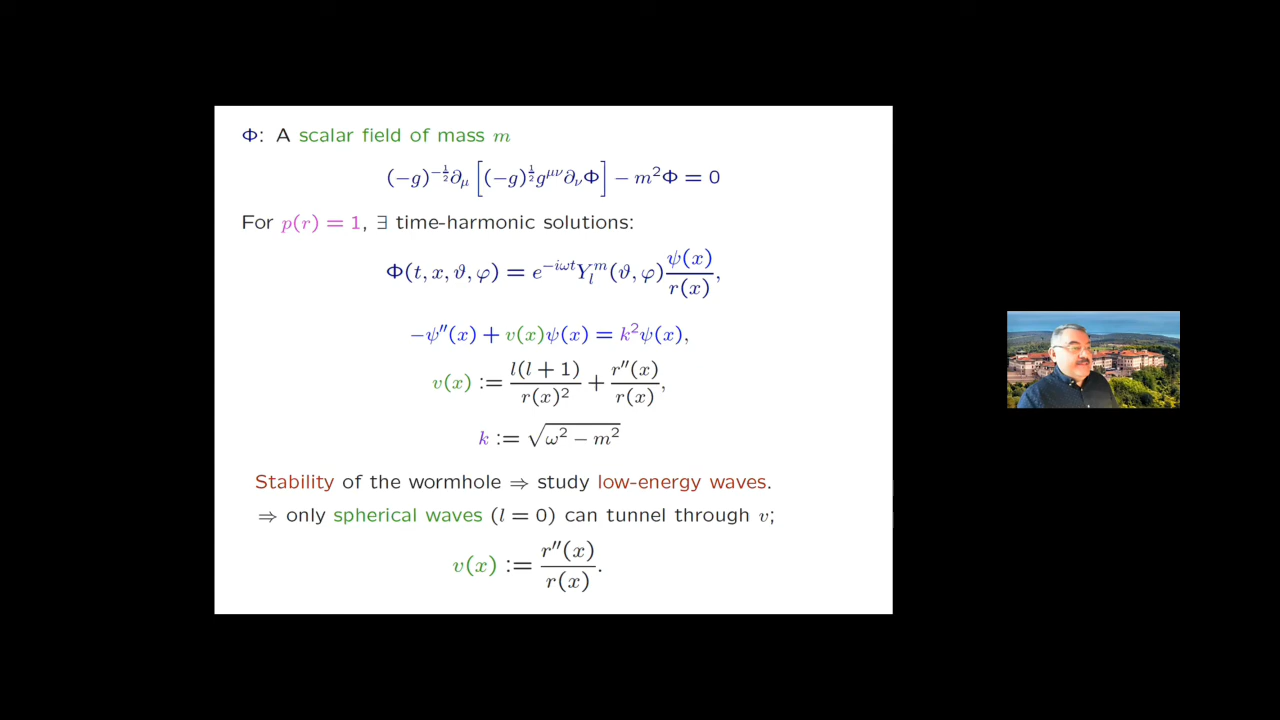 Φ: A scalar field of mass m
(−g)^{−1/2} ∂_μ [(−g)^{1/2} g^{μν} ∂_ν Φ] − m²Φ = 0
For p(r) = 1, ∃ time-harmonic solutions:
Φ(t, x, ϑ, φ) = e^{−iωt} Y_l^m(ϑ, φ) ψ(x)/r(x),
−ψ″(x) + v(x)ψ(x) = k²ψ(x),
v(x) := l(l + 1)/r(x)² + r″(x)/r(x),
k := √(ω² − m²)
Stability of the wormhole ⇒ study low-energy waves.
⇒ only spherical waves (l = 0) can tunnel through v;
v(x) := r″(x)/r(x).